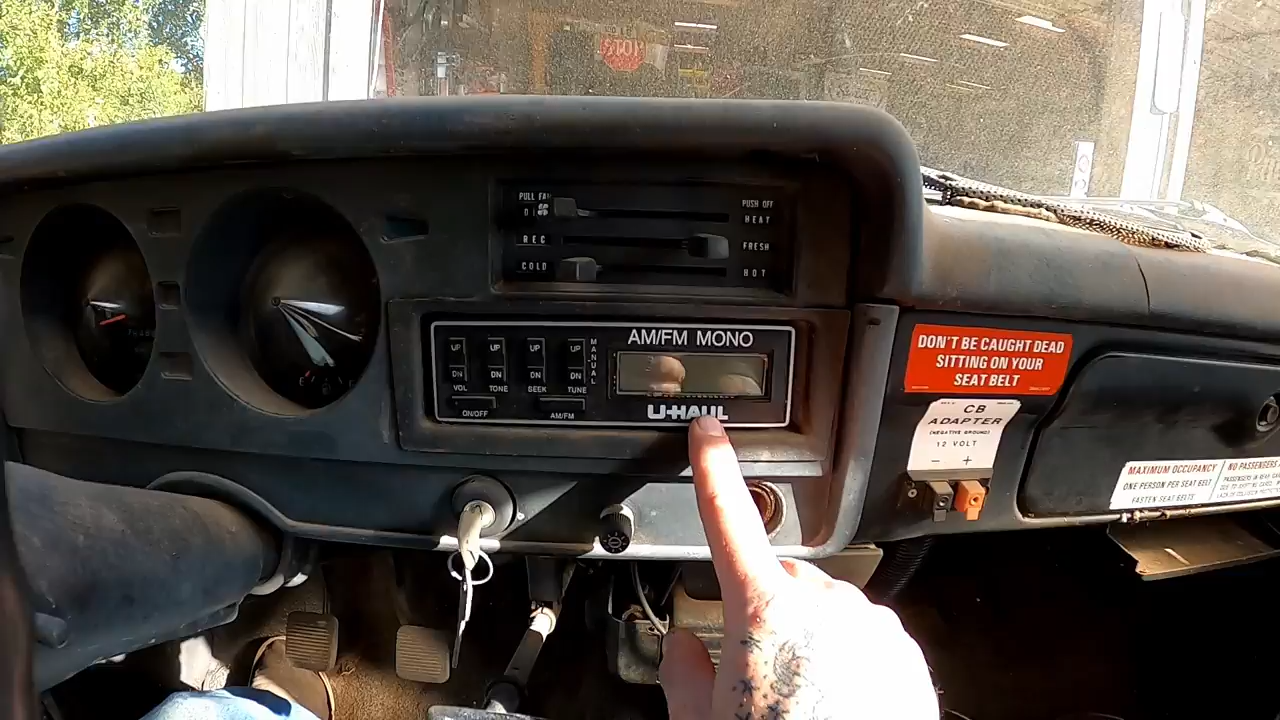 PULL FAN
PUSH OFF
HEAT
REC
FRESH
COLD
HOT
AM/FM MONO
UP
UP
UP
UP
DN
DN
DN
DN
MANUAL
VOL
TONE
SEEK
TUNE
ON/OFF
AM/FM
U-HAUL
DON'T BE CAUGHT DEAD
SITTING ON YOUR
SEAT BELT
CB
ADAPTER
(NEGATIVE GROUND)
12 VOLT
- +
MAXIMUM OCCUPANCY
ONE PERSON PER SEAT BELT
FASTEN SEAT BELTS
NO PASSENGERS
E F